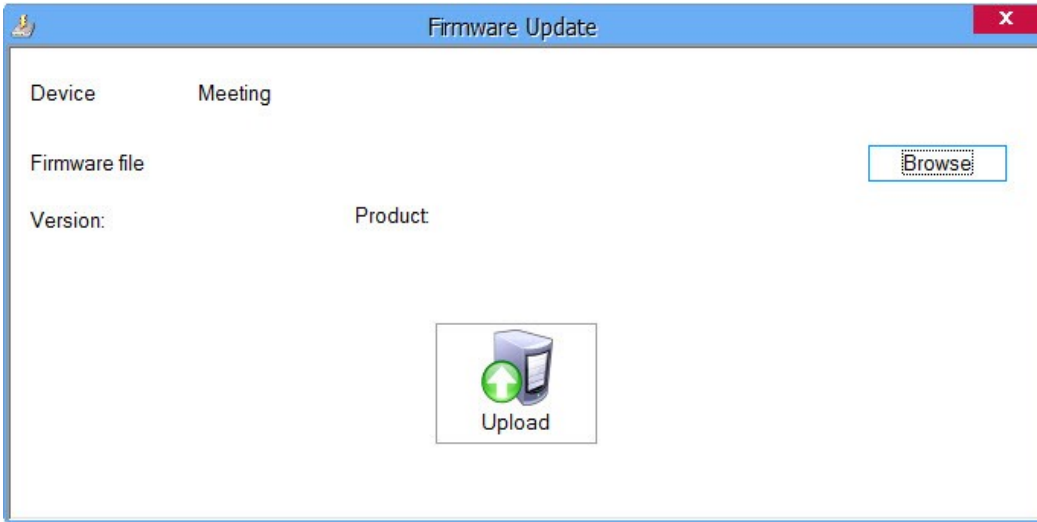 Firmware Update
x
Device Meeting
Firmware file Browse
Version: Product:
Upload